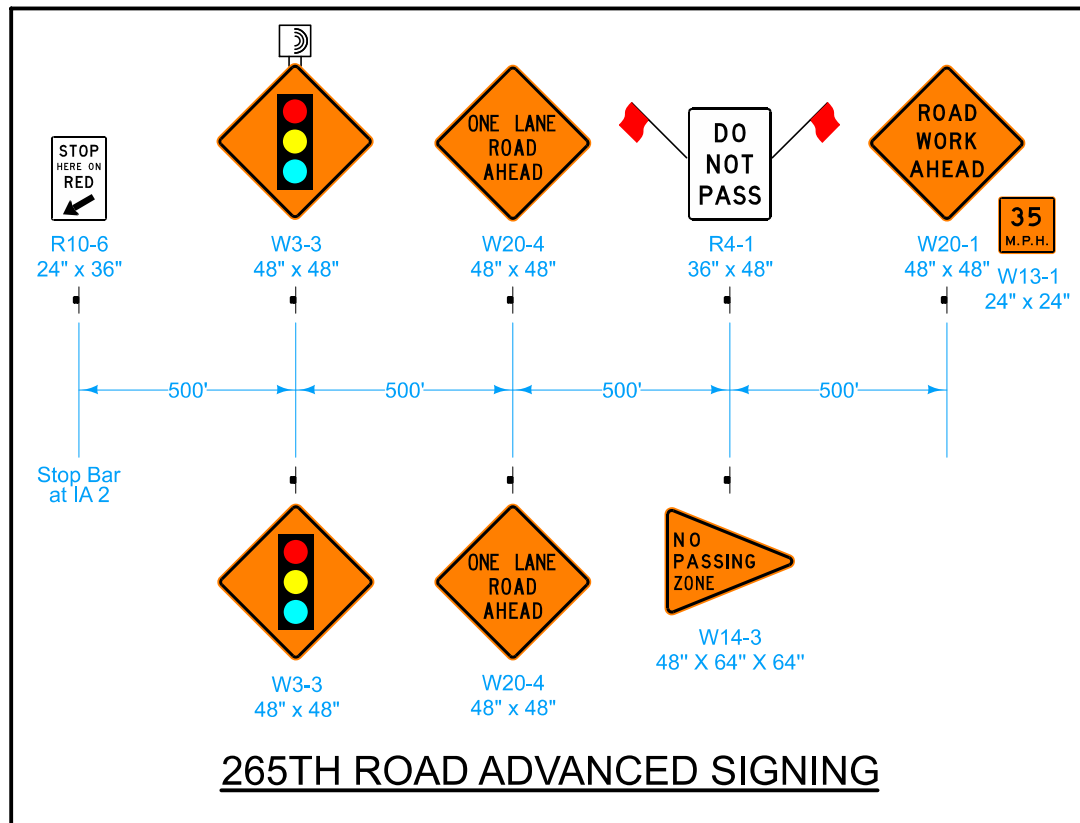 STOP
HERE ON
RED
R10-6
24" x 36"
W3-3
48" x 48"
ONE LANE
ROAD
AHEAD
W20-4
48" x 48"
DO
NOT
PASS
R4-1
36" x 48"
ROAD
WORK
AHEAD
W20-1
48" x 48"
35
M.P.H.
W13-1
24" x 24"
500'
500'
500'
500'
Stop Bar
at IA 2
W3-3
48" x 48"
ONE LANE
ROAD
AHEAD
W20-4
48" x 48"
NO
PASSING
ZONE
W14-3
48" X 64" X 64"
265TH ROAD ADVANCED SIGNING